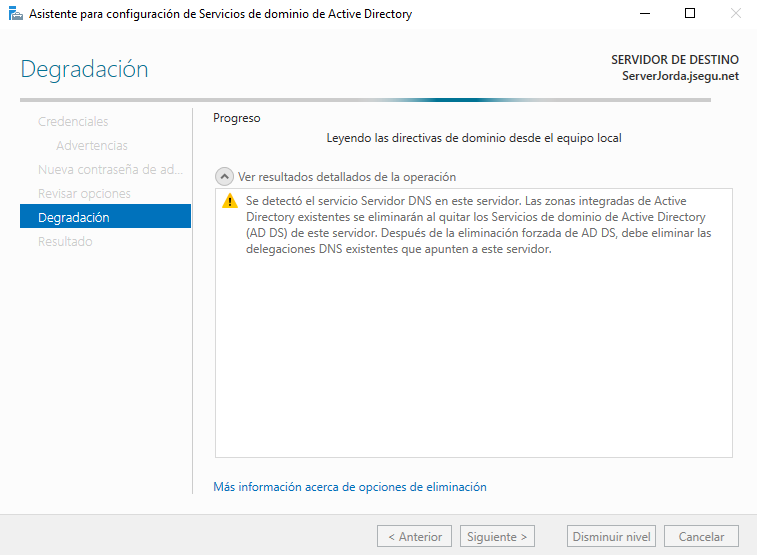 Asistente para configuración de Servicios de dominio de Active Directory
Degradación
SERVIDOR DE DESTINO
ServerJorda.jsegu.net
Credenciales
Advertencias
Nueva contraseña de ad...
Revisar opciones
Degradación
Resultado
Progreso
Leyendo las directivas de dominio desde el equipo local
Ver resultados detallados de la operación
Se detectó el servicio Servidor DNS en este servidor. Las zonas integradas de Active
Directory existentes se eliminarán al quitar los Servicios de dominio de Active Directory
(AD DS) de este servidor. Después de la eliminación forzada de AD DS, debe eliminar las
delegaciones DNS existentes que apunten a este servidor.
Más información acerca de opciones de eliminación
< Anterior
Siguiente >
Disminuir nivel
Cancelar